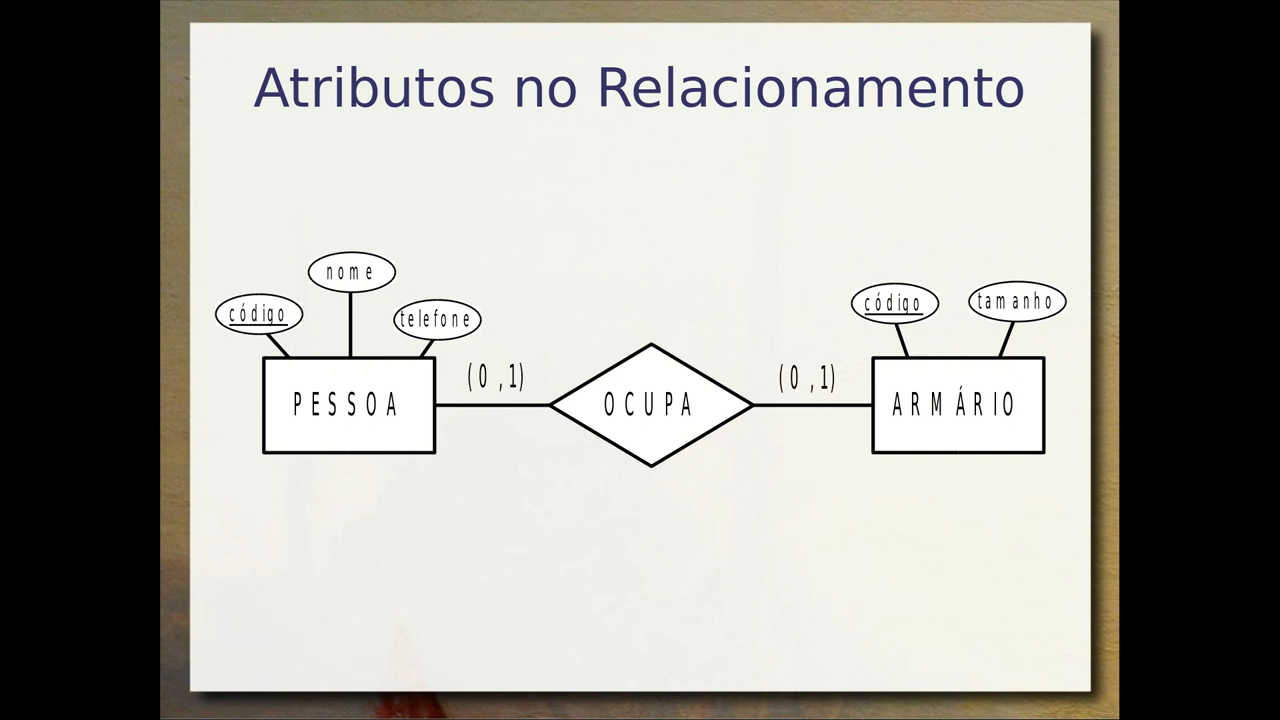 Atributos no Relacionamento
nome
código
telefone
código
tamanho
PESSOA
(0,1)
OCUPA
(0,1)
ARMÁRIO